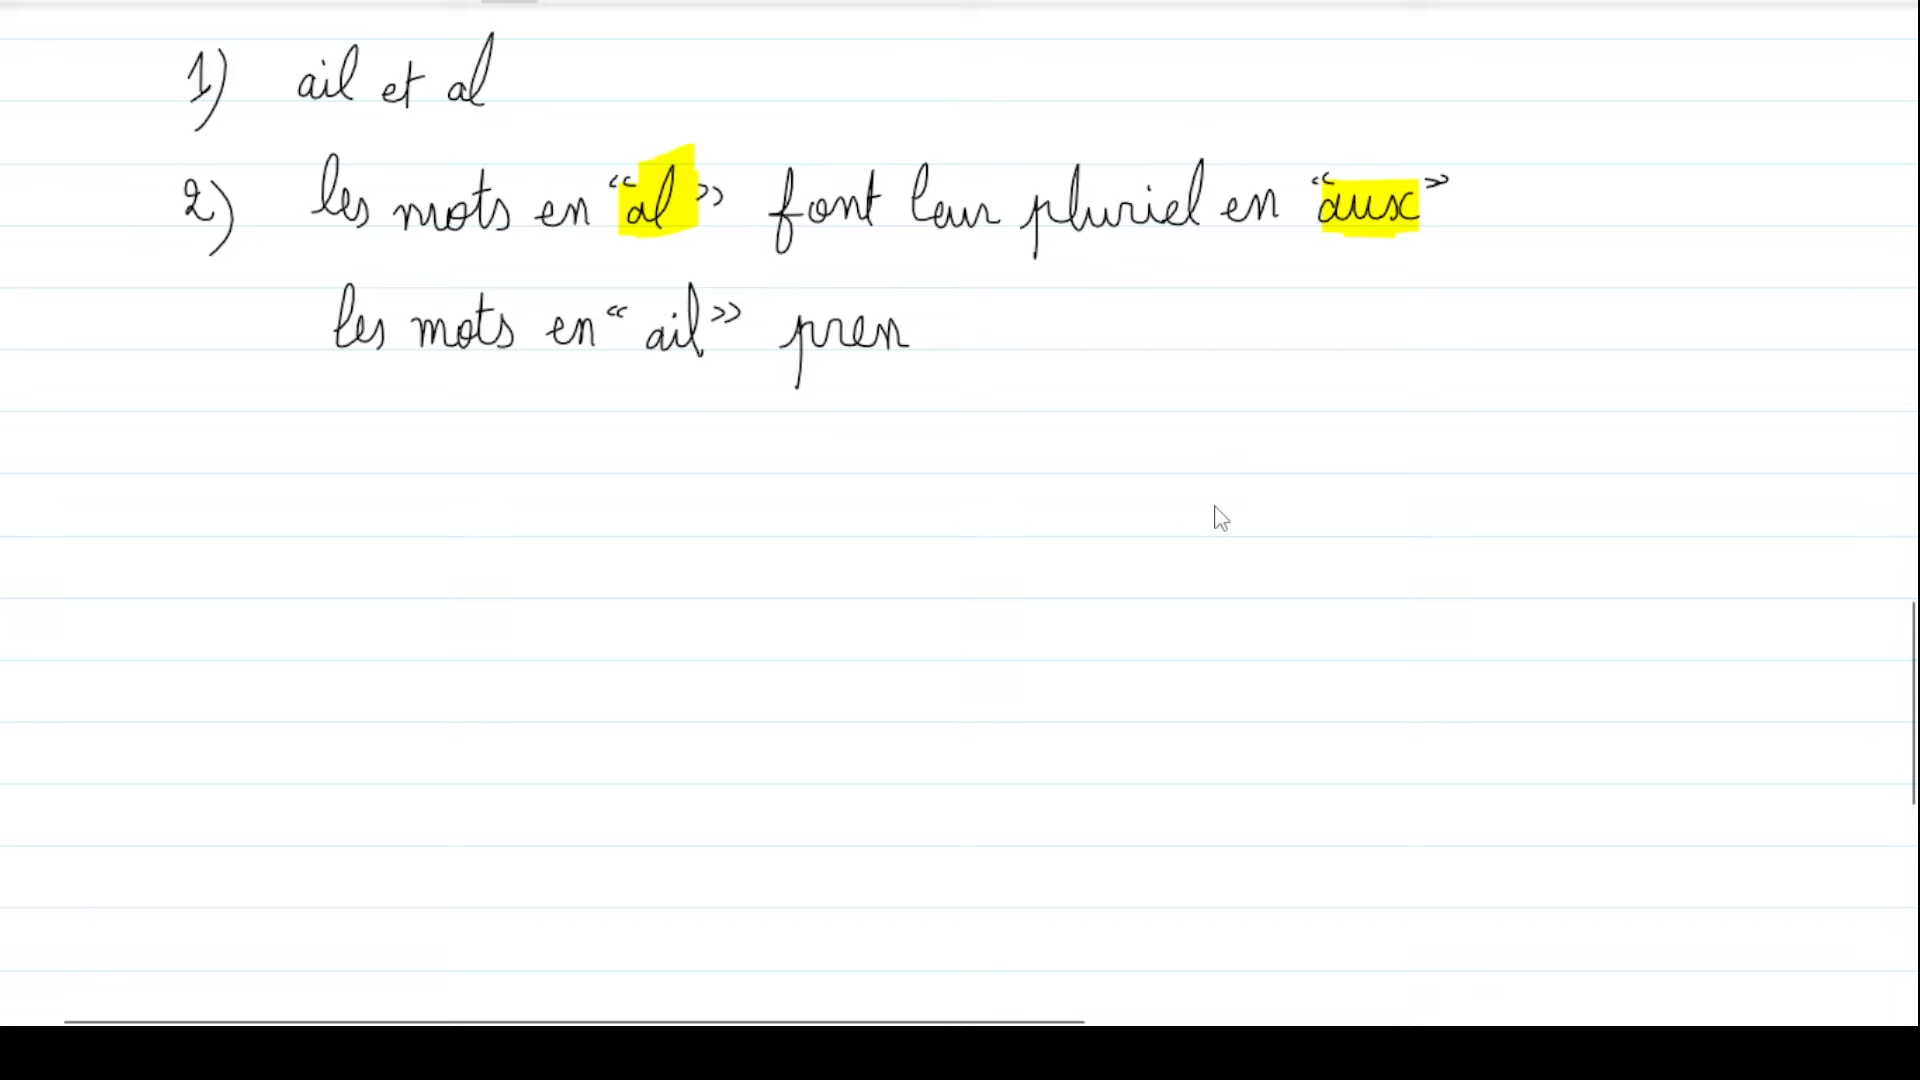 1) ail et al
2) les mots en “al” font leur pluriel en “aux”
les mots en “ail” pren